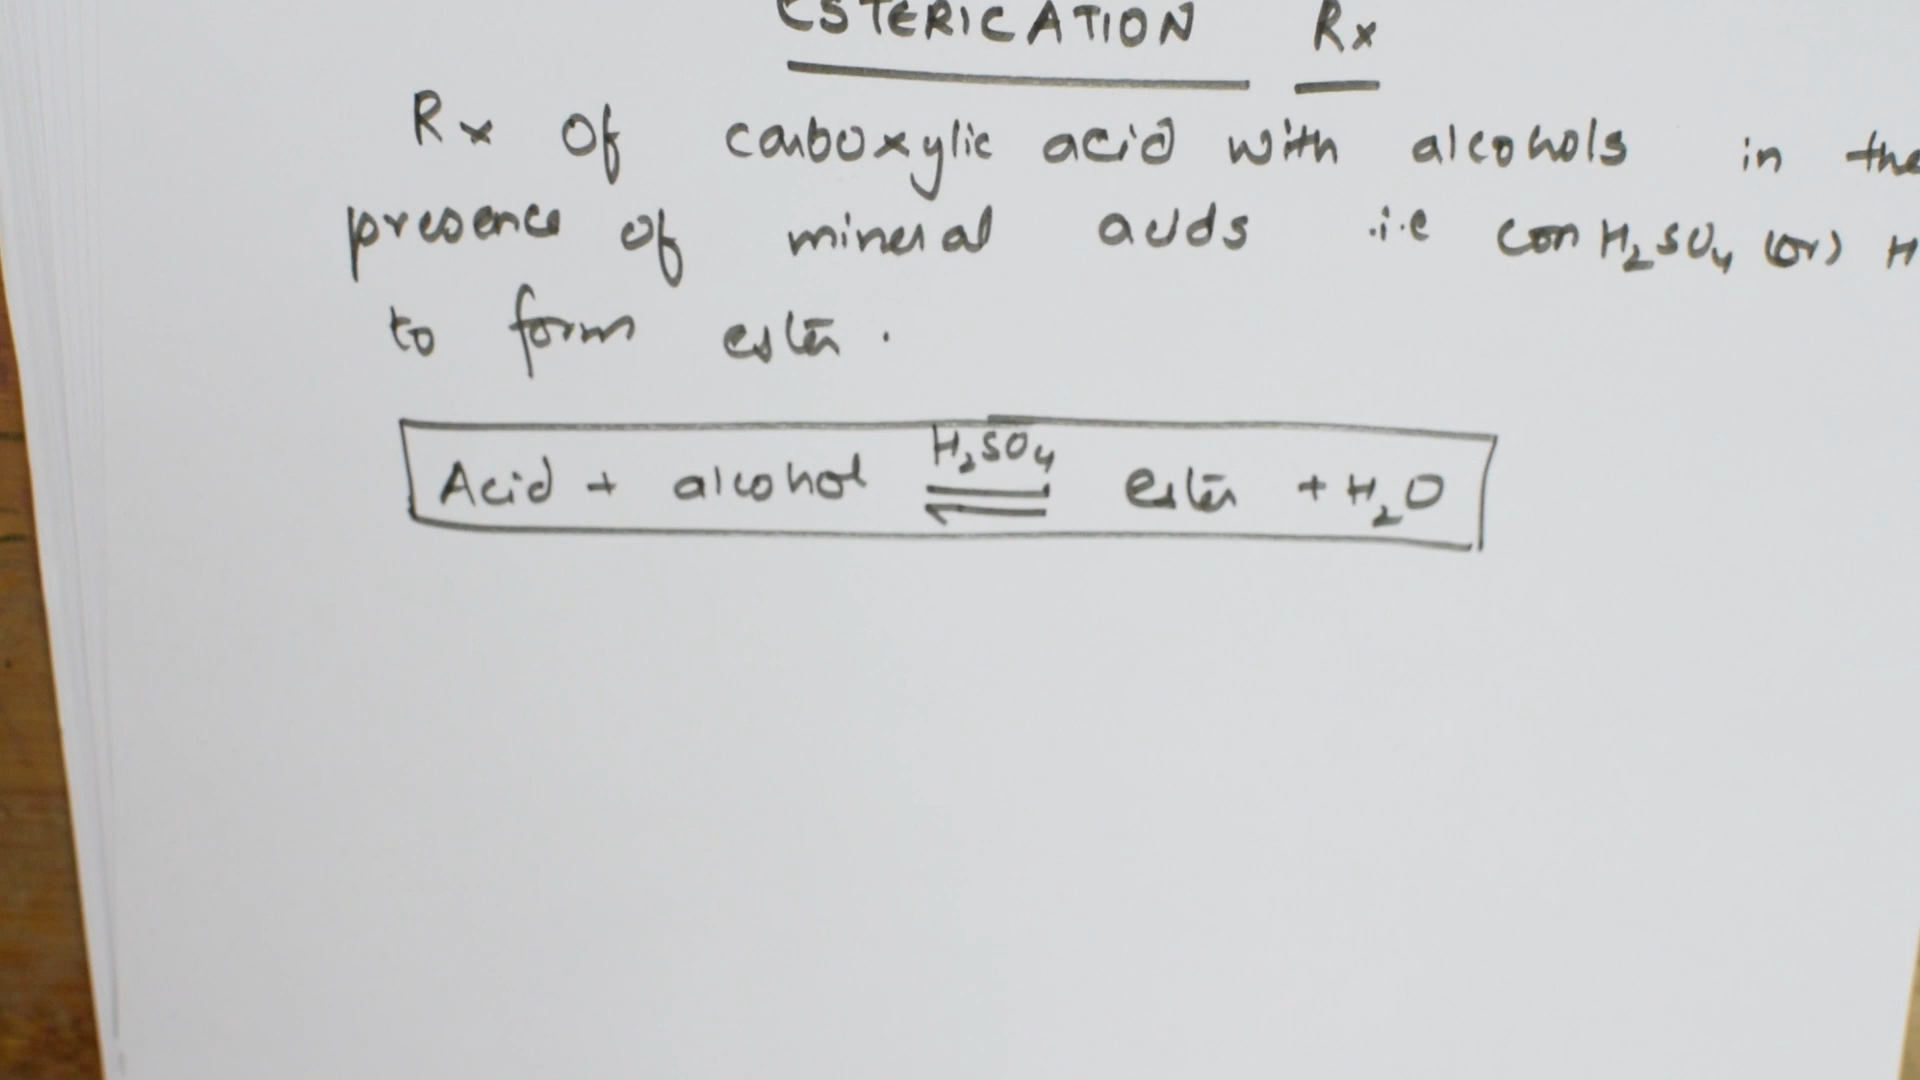 ESTERICATION Rx
Rx of carboxylic acid with alcohols in the
presence of mineral acids i.e con H₂SO₄ (or) H
to form ester.
Acid + alcohol ⇌ ester + H₂O
H₂SO₄